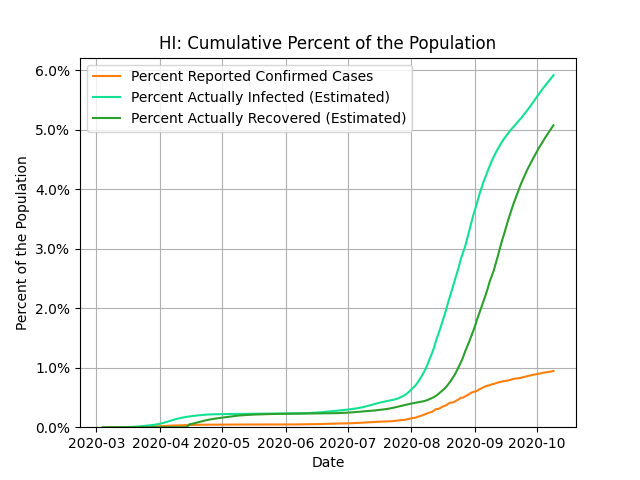 HI: Cumulative Percent of the Population
Percent Reported Confirmed Cases
Percent Actually Infected (Estimated)
Percent Actually Recovered (Estimated)
Percent of the Population
6.0%
5.0%
4.0%
3.0%
2.0%
1.0%
0.0%
2020-03 2020-04 2020-05 2020-06 2020-07 2020-08 2020-09 2020-10
Date